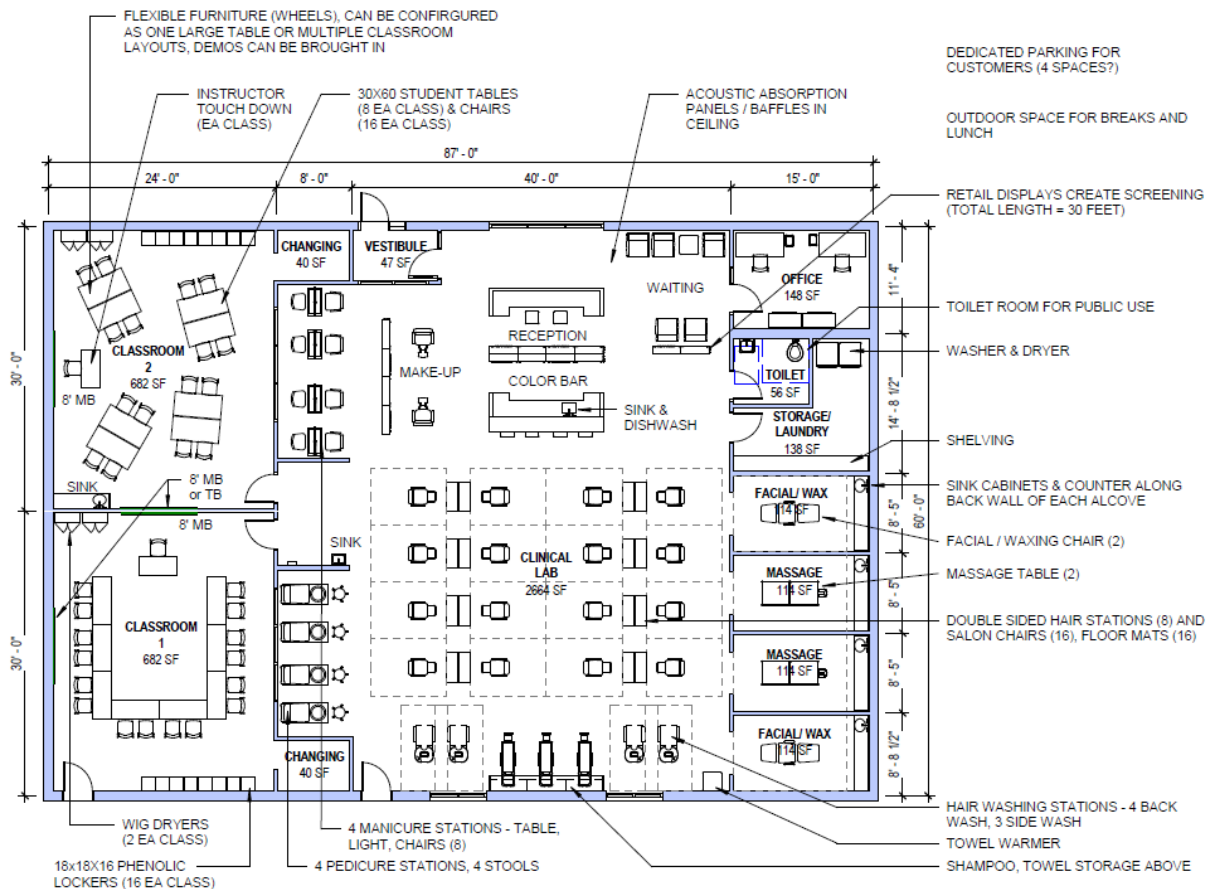 FLEXIBLE FURNITURE (WHEELS), CAN BE CONFIRGURED
AS ONE LARGE TABLE OR MULTIPLE CLASSROOM
LAYOUTS, DEMOS CAN BE BROUGHT IN
DEDICATED PARKING FOR
CUSTOMERS (4 SPACES?)
INSTRUCTOR
TOUCH DOWN
(EA CLASS)
30X60 STUDENT TABLES
(8 EA CLASS) & CHAIRS
(16 EA CLASS)
ACOUSTIC ABSORPTION
PANELS / BAFFLES IN
CEILING
OUTDOOR SPACE FOR BREAKS AND
LUNCH
87' - 0"
24' - 0"
8' - 0"
40' - 0"
15' - 0"
RETAIL DISPLAYS CREATE SCREENING
(TOTAL LENGTH = 30 FEET)
CHANGING
40 SF
VESTIBULE
47 SF
WAITING
OFFICE
148 SF
11' - 4"
TOILET ROOM FOR PUBLIC USE
RECEPTION
WASHER & DRYER
CLASSROOM
2
682 SF
8' MB
30' - 0"
MAKE-UP
COLOR BAR
SINK &
DISHWASH
TOILET
56 SF
14' - 8 1/2"
STORAGE/
LAUNDRY
138 SF
SHELVING
SINK
8' MB
or TB
8' MB
SINK CABINETS & COUNTER ALONG
BACK WALL OF EACH ALCOVE
FACIAL/ WAX
114 SF
8' - 5"
60' - 0"
FACIAL / WAXING CHAIR (2)
SINK
CLINICAL
LAB
2664 SF
MASSAGE
114 SF
8' - 5"
MASSAGE TABLE (2)
CLASSROOM
1
682 SF
30' - 0"
DOUBLE SIDED HAIR STATIONS (8) AND
SALON CHAIRS (16), FLOOR MATS (16)
MASSAGE
114 SF
8' - 5"
CHANGING
40 SF
FACIAL/ WAX
114 SF
8' - 8 1/2"
HAIR WASHING STATIONS - 4 BACK
WASH, 3 SIDE WASH
WIG DRYERS
(2 EA CLASS)
4 MANICURE STATIONS - TABLE,
LIGHT, CHAIRS (8)
TOWEL WARMER
18x18X16 PHENOLIC
LOCKERS (16 EA CLASS)
4 PEDICURE STATIONS, 4 STOOLS
SHAMPOO, TOWEL STORAGE ABOVE